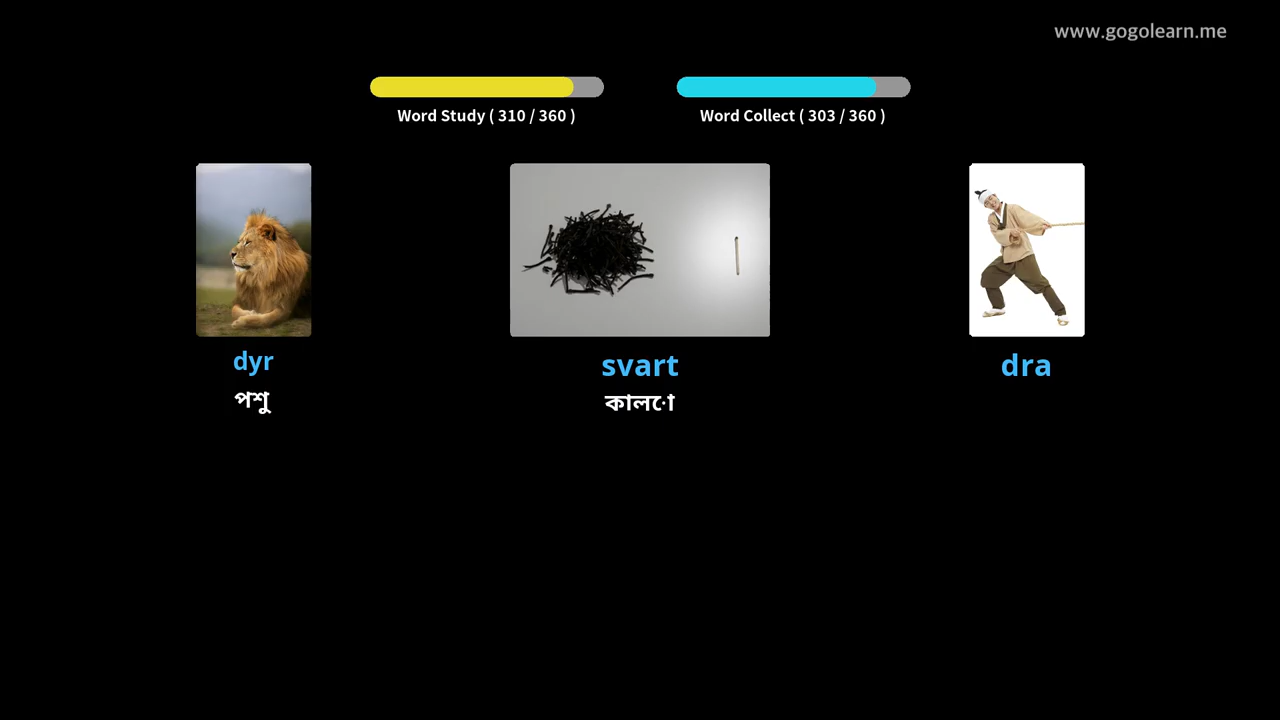 www.gogolearn.me
Word Study ( 310 / 360 )
Word Collect ( 303 / 360 )
dyr
svart
dra
পশু
কালো